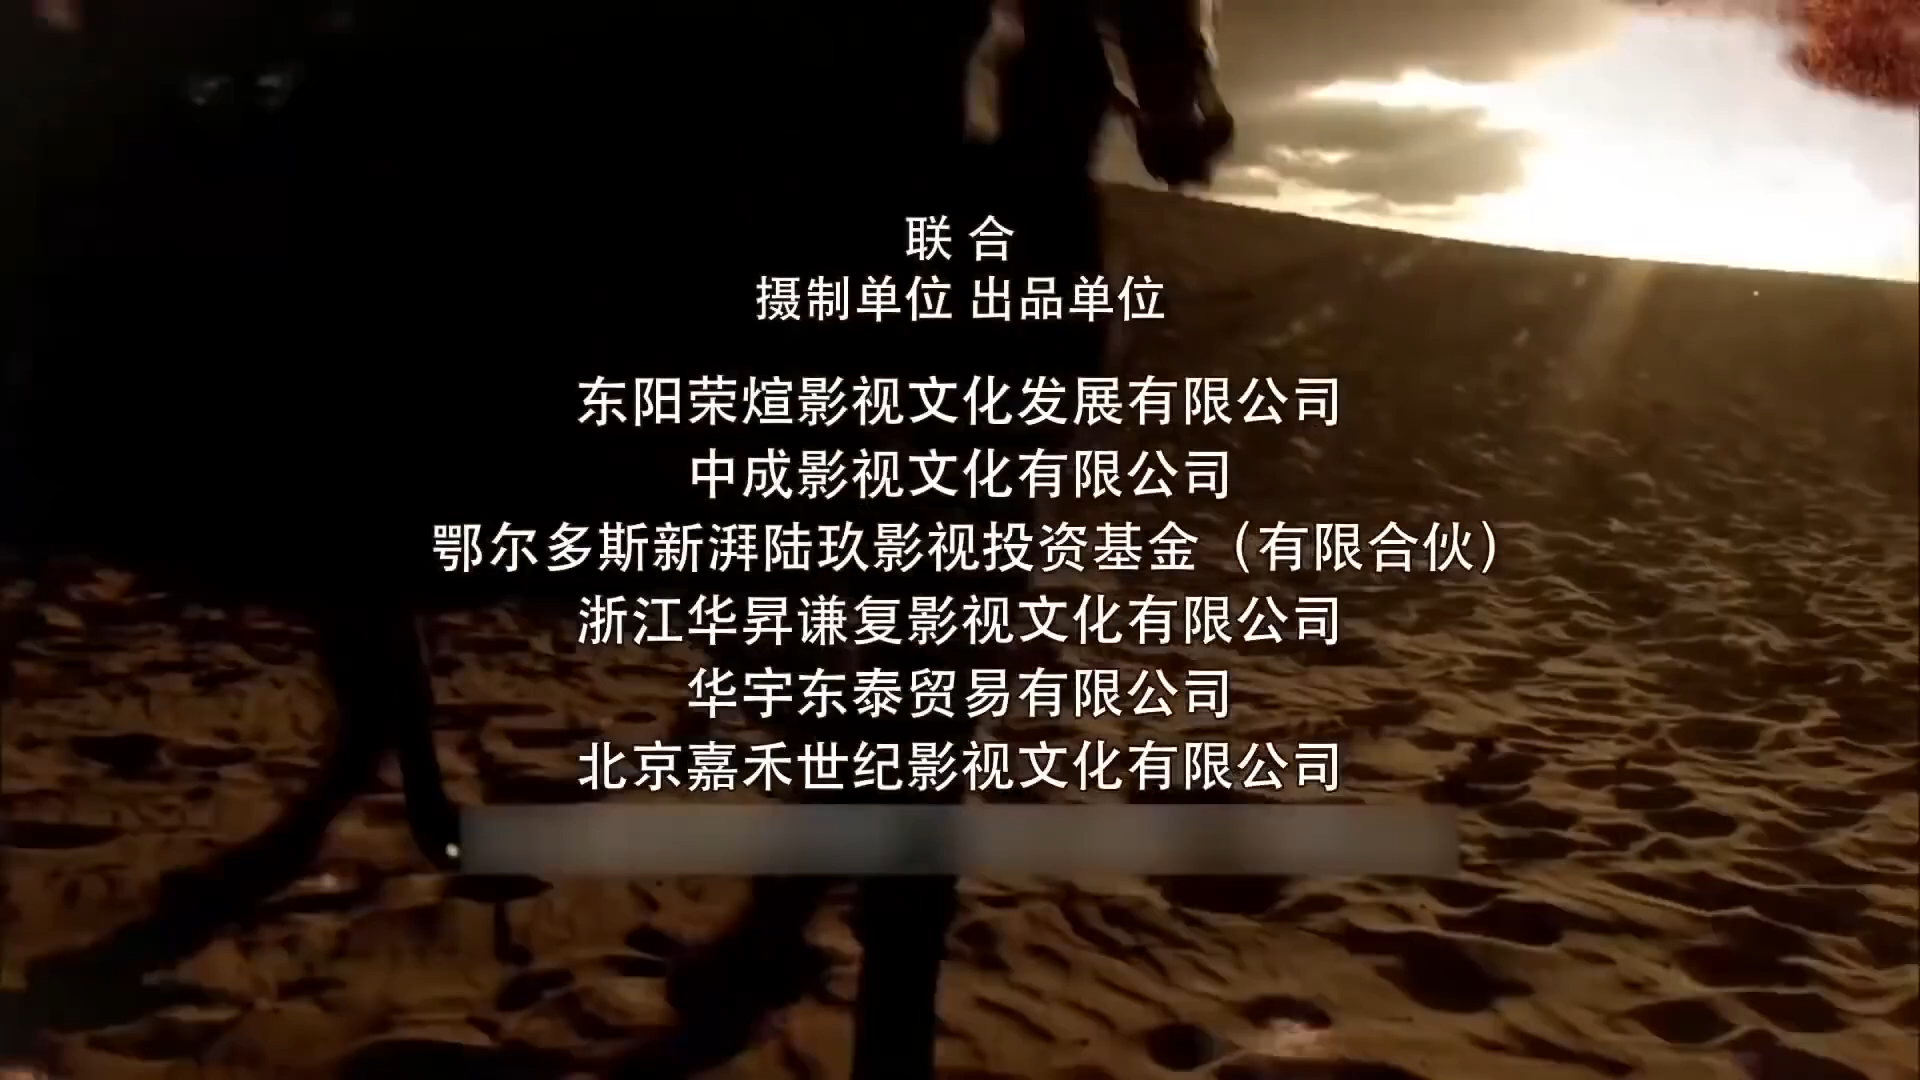 联 合
摄制单位 出品单位
东阳荣煊影视文化发展有限公司
中成影视文化有限公司
鄂尔多斯新湃陆玖影视投资基金（有限合伙）
浙江华昇谦复影视文化有限公司
华宇东泰贸易有限公司
北京嘉禾世纪影视文化有限公司